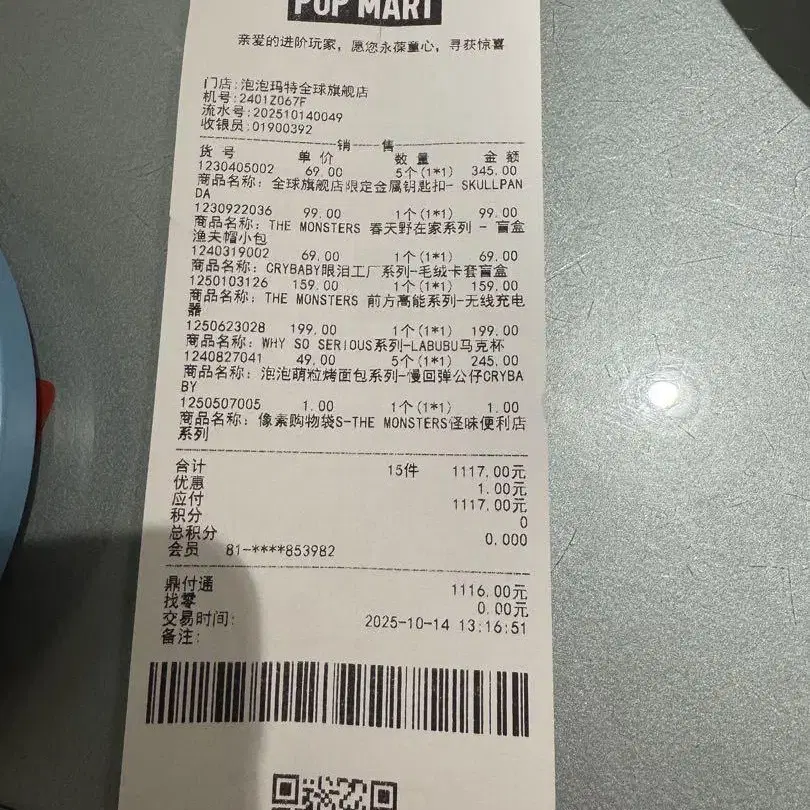 POP MART
亲爱的进阶玩家，愿您永葆童心，寻获惊喜
门店:泡泡玛特全球旗舰店
机号:2401Z067F
流水号:202510140049
收银员:01900392
销 售
货号 单价 数量 金额
1230405002 69.00 5个(1*1) 345.00
商品名称: 全球旗舰店限定金属钥匙扣- SKULLPAN
DA
1230922036 99.00 1个(1*1) 99.00
商品名称: THE MONSTERS 春天野在家系列 - 盲盒
渔夫帽小包
1240319002 69.00 1个(1*1) 69.00
商品名称: CRYBABY眼泪工厂系列-毛绒卡套盲盒
1250103126 159.00 1个(1*1) 159.00
商品名称: THE MONSTERS 前方高能系列-无线充电
器
1250623028 199.00 1个(1*1) 199.00
商品名称: WHY SO SERIOUS系列-LABUBU马克杯
1240827041 49.00 5个(1*1) 245.00
商品名称: 泡泡萌粒烤面包系列-慢回弹公仔CRYBA
BY
1250507005 1.00 1个(1*1) 1.00
商品名称: 像素购物袋S-THE MONSTERS怪味便利店
系列
合计 15件 1117.00元
优惠 1.00元
应付 1117.00元
积分 0
总积分 0.000
会员 81-****853982
鼎付通 1116.00元
找零 0.00元
交易时间: 2025-10-14 13:16:51
备注: